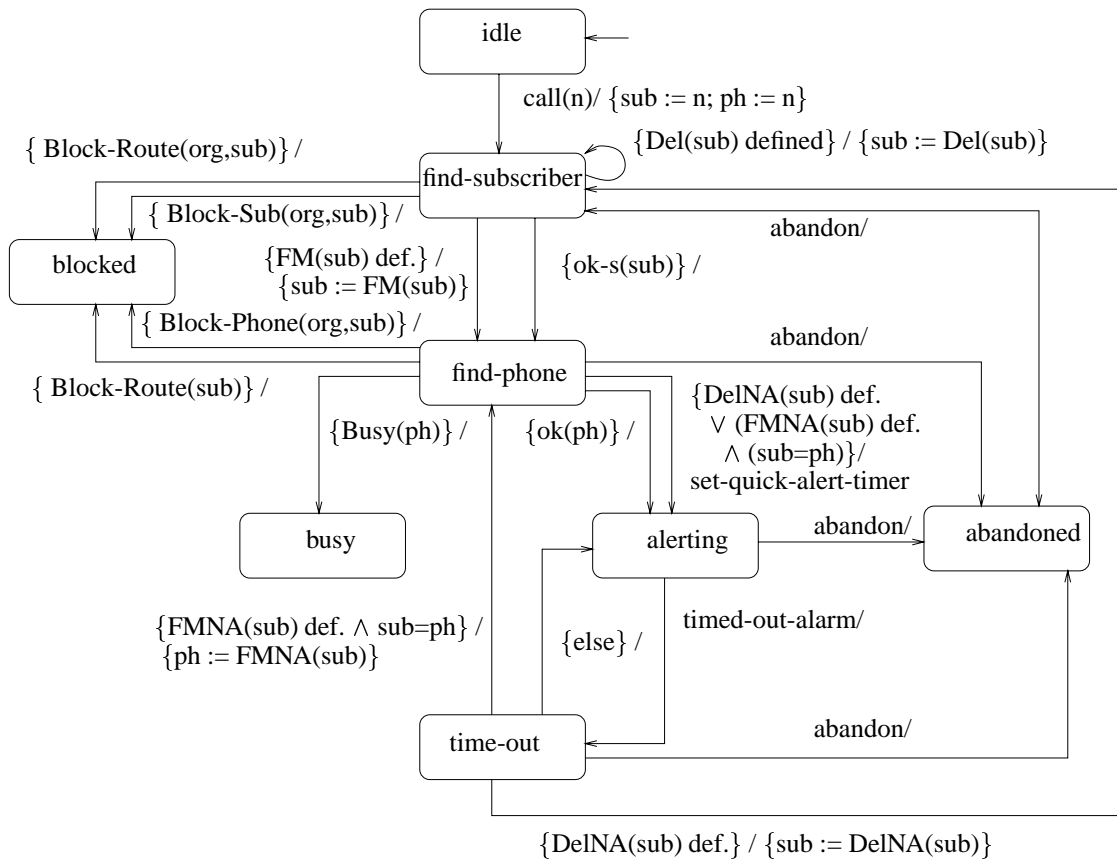 idle
call(n)/ {sub := n; ph := n}
{ Block-Route(org,sub)} /
{Del(sub) defined} / {sub := Del(sub)}
find-subscriber
{ Block-Sub(org,sub)} /
abandon/
blocked
{FM(sub) def.} /
{sub := FM(sub)}
{ok-s(sub)} /
{ Block-Phone(org,sub)} /
abandon/
find-phone
{ Block-Route(sub)} /
{DelNA(sub) def.
∨ (FMNA(sub) def.
∧ (sub=ph)}/
set-quick-alert-timer
{Busy(ph)} /
{ok(ph)} /
busy
alerting
abandon/
abandoned
{FMNA(sub) def. ∧ sub=ph} /
{ph := FMNA(sub)}
{else} /
timed-out-alarm/
time-out
abandon/
{DelNA(sub) def.} / {sub := DelNA(sub)}